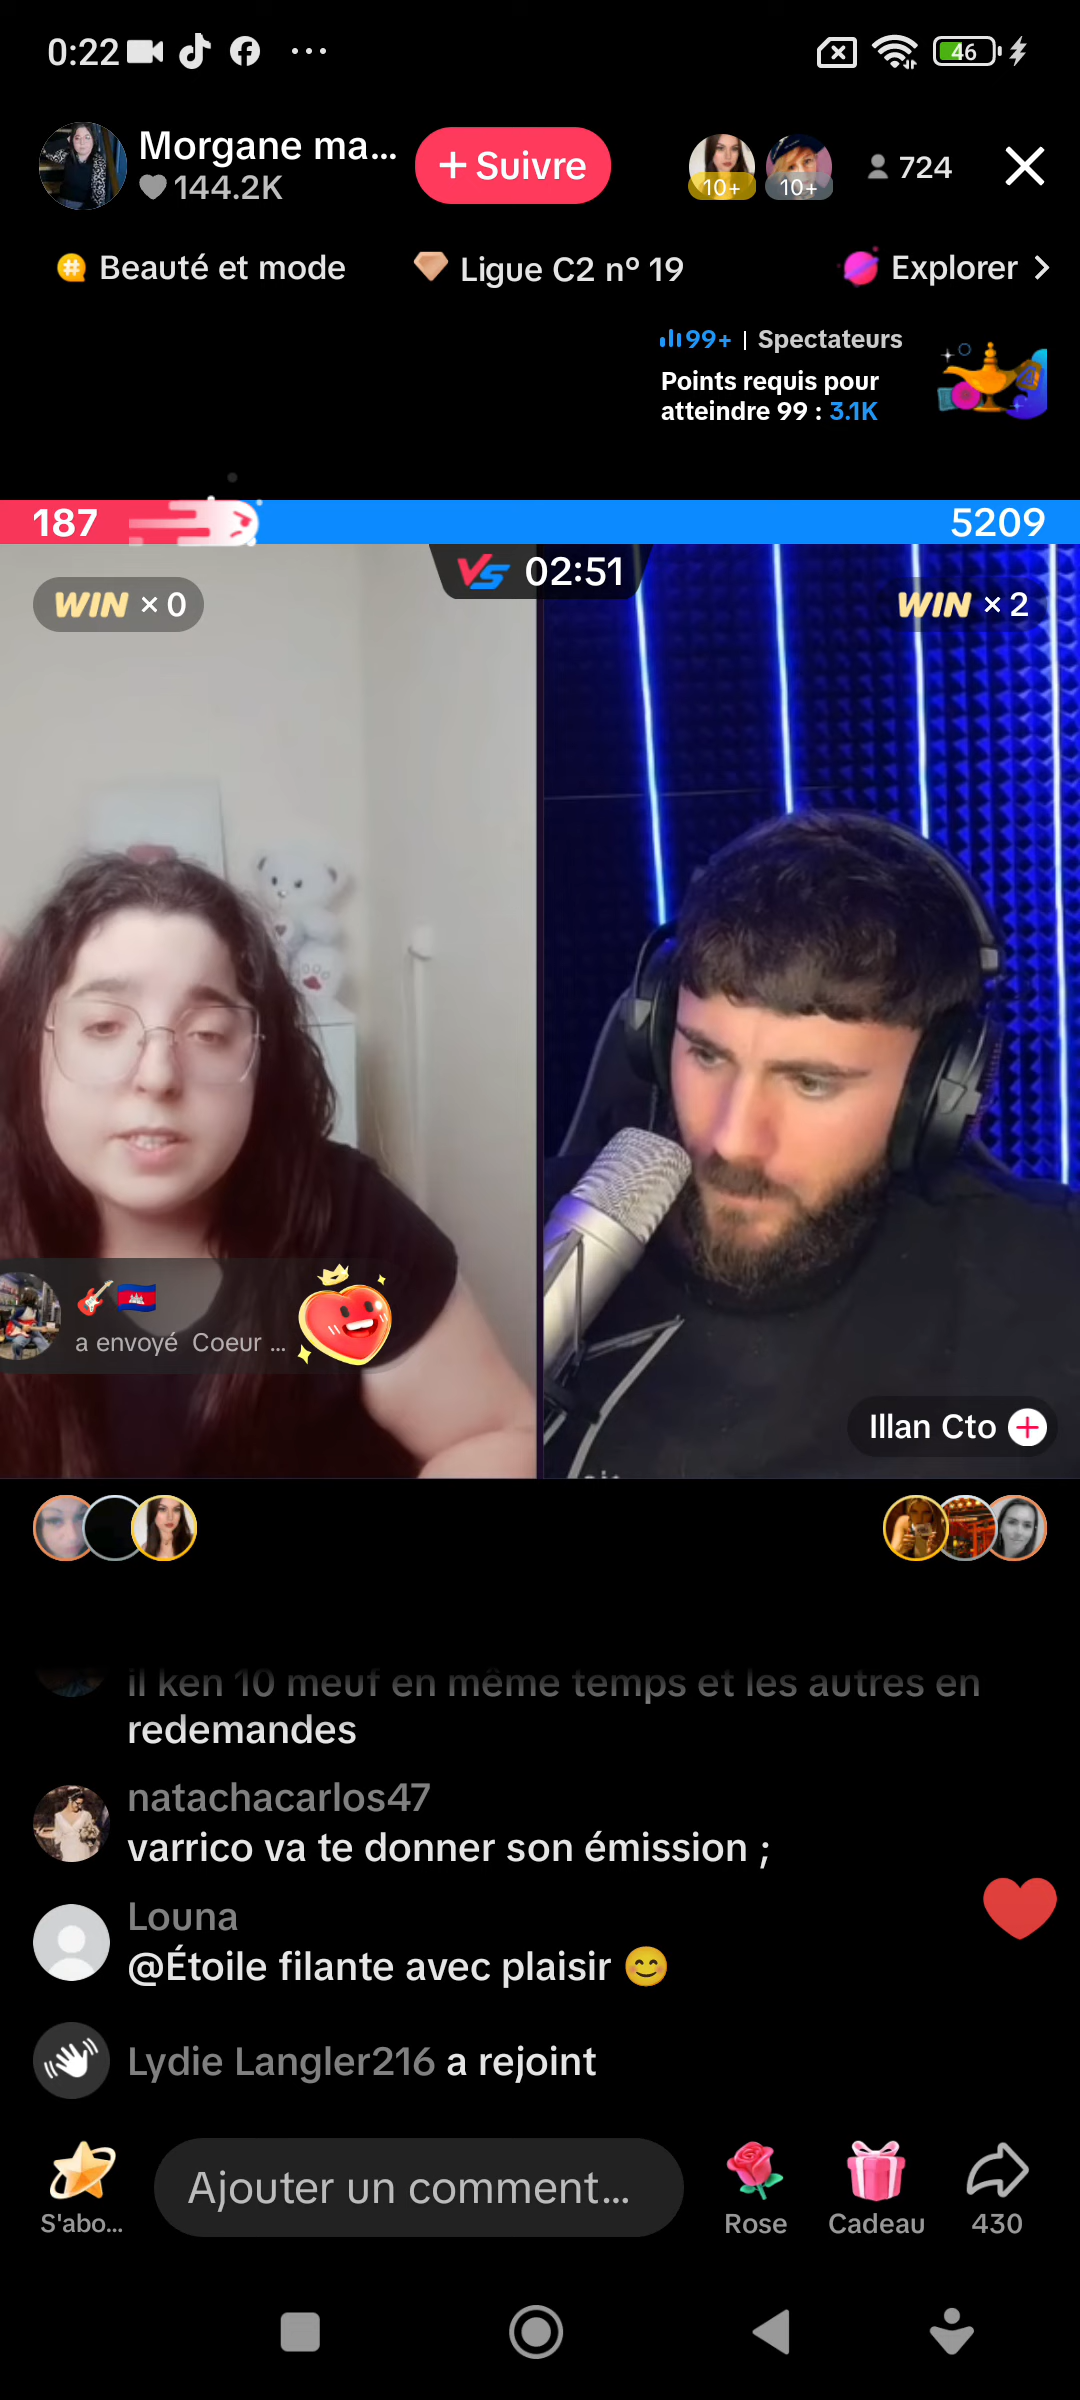 0:22
46
Morgane ma...
144.2K
+ Suivre
10+
10+
724
Beauté et mode
Ligue C2 nº 19
Explorer
99+ | Spectateurs
Points requis pour
atteindre 99 : 3.1K
187
5209
VS 02:51
WIN × 0
WIN × 2
a envoyé Coeur ...
Illan Cto
il ken 10 meuf en même temps et les autres en
redemandes
natachacarlos47
varrico va te donner son émission ;
Louna
@Étoile filante avec plaisir 😊
Lydie Langler216 a rejoint
S'abo...
Ajouter un comment...
Rose
Cadeau
430